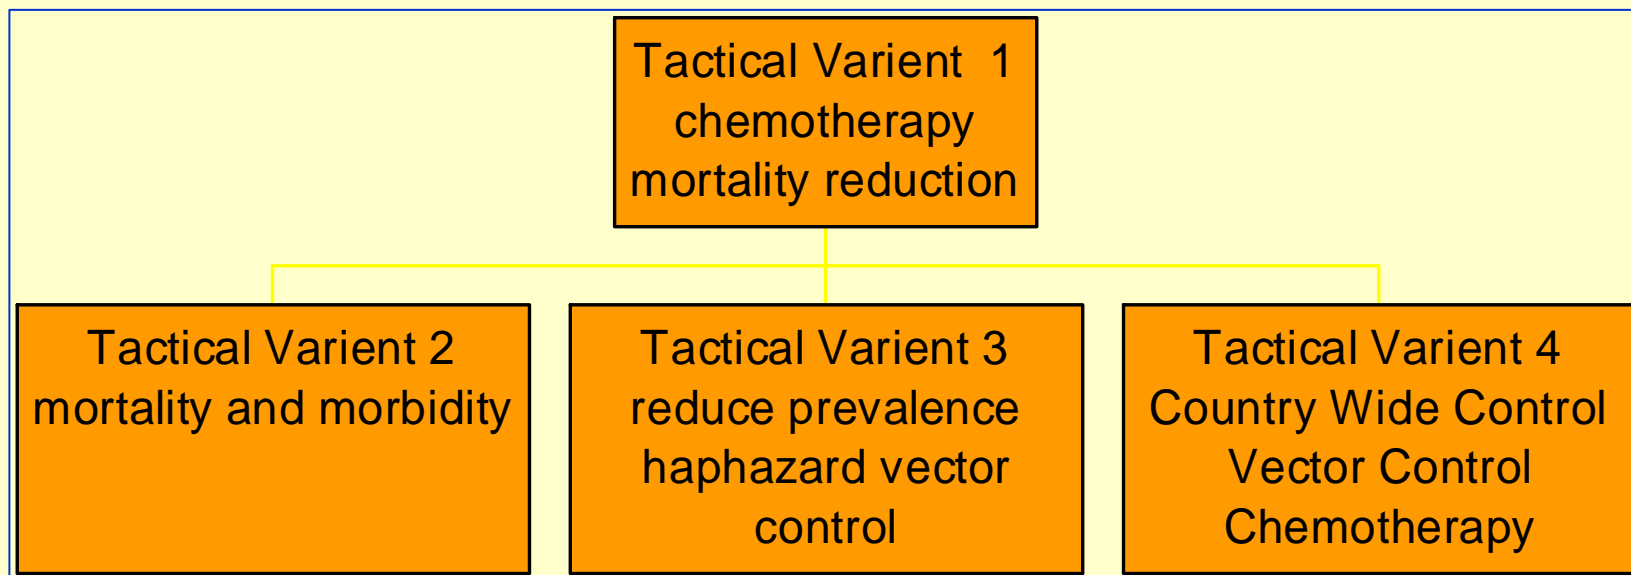 Tactical Varient  1
chemotherapy
mortality reduction
Tactical Varient 2
mortality and morbidity
Tactical Varient 3
reduce prevalence
haphazard vector
control
Tactical Varient 4
Country Wide Control
Vector Control
Chemotherapy